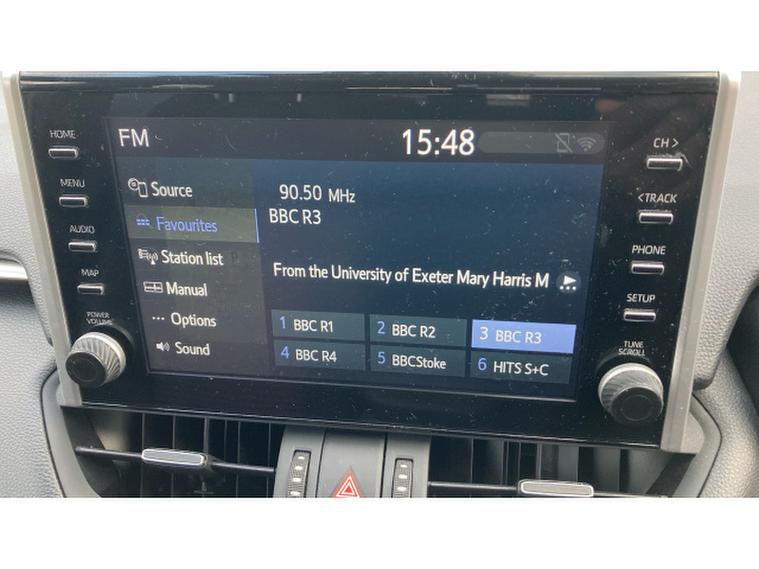 HOME
MENU
AUDIO
MAP
POWER
VOLUME
FM
15:48
Source
Favourites
Station list
Manual
Options
Sound
90.50 MHz
BBC R3
From the University of Exeter Mary Harris M
1 BBC R1
2 BBC R2
3 BBC R3
4 BBC R4
5 BBCStoke
6 HITS S+C
CH >
< TRACK
PHONE
SETUP
TUNE
SCROLL